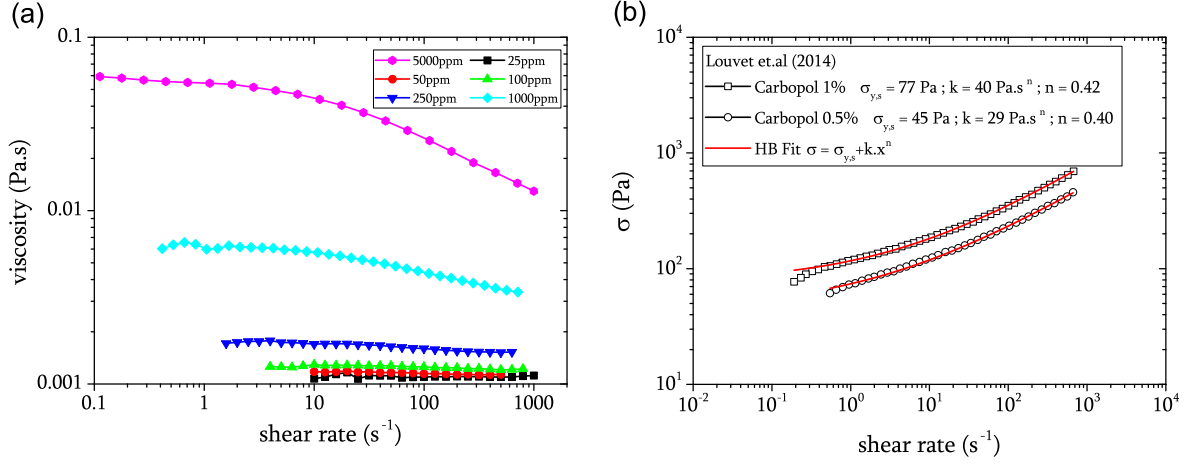 (a)
0.1
0.01
0.001
viscosity (Pa.s)
5000ppm 25ppm
50ppm 100ppm
250ppm 1000ppm
0.1 1 10 100 1000
shear rate (s⁻¹)
(b)
10⁴
10³
10²
10¹
σ (Pa)
Louvet et.al (2014)
Carbopol 1% σy,s = 77 Pa ; k = 40 Pa.sⁿ ; n = 0.42
Carbopol 0.5% σy,s = 45 Pa ; k = 29 Pa.sⁿ ; n = 0.40
HB Fit σ = σy,s+k.xⁿ
10⁻² 10⁻¹ 10⁰ 10¹ 10² 10³ 10⁴
shear rate (s⁻¹)